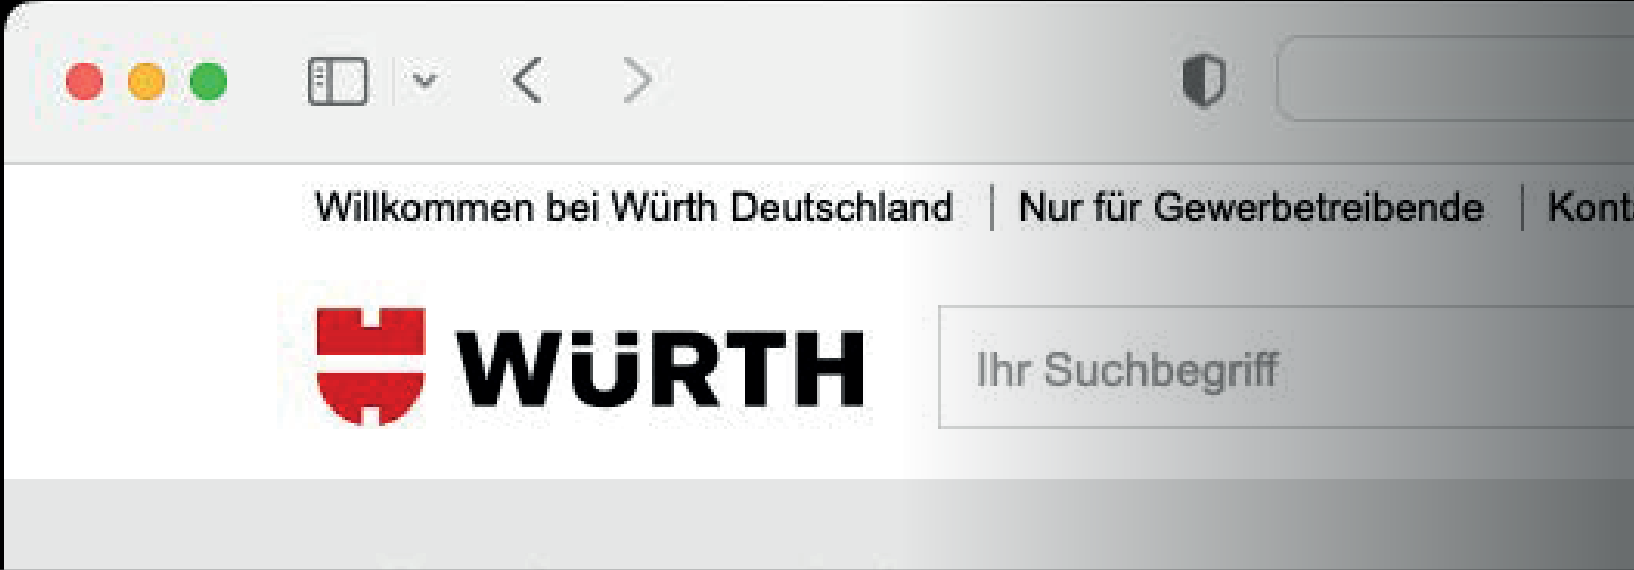 Willkommen bei Würth Deutschland | Nur für Gewerbetreibende |
WÜRTH
Ihr Suchbegriff